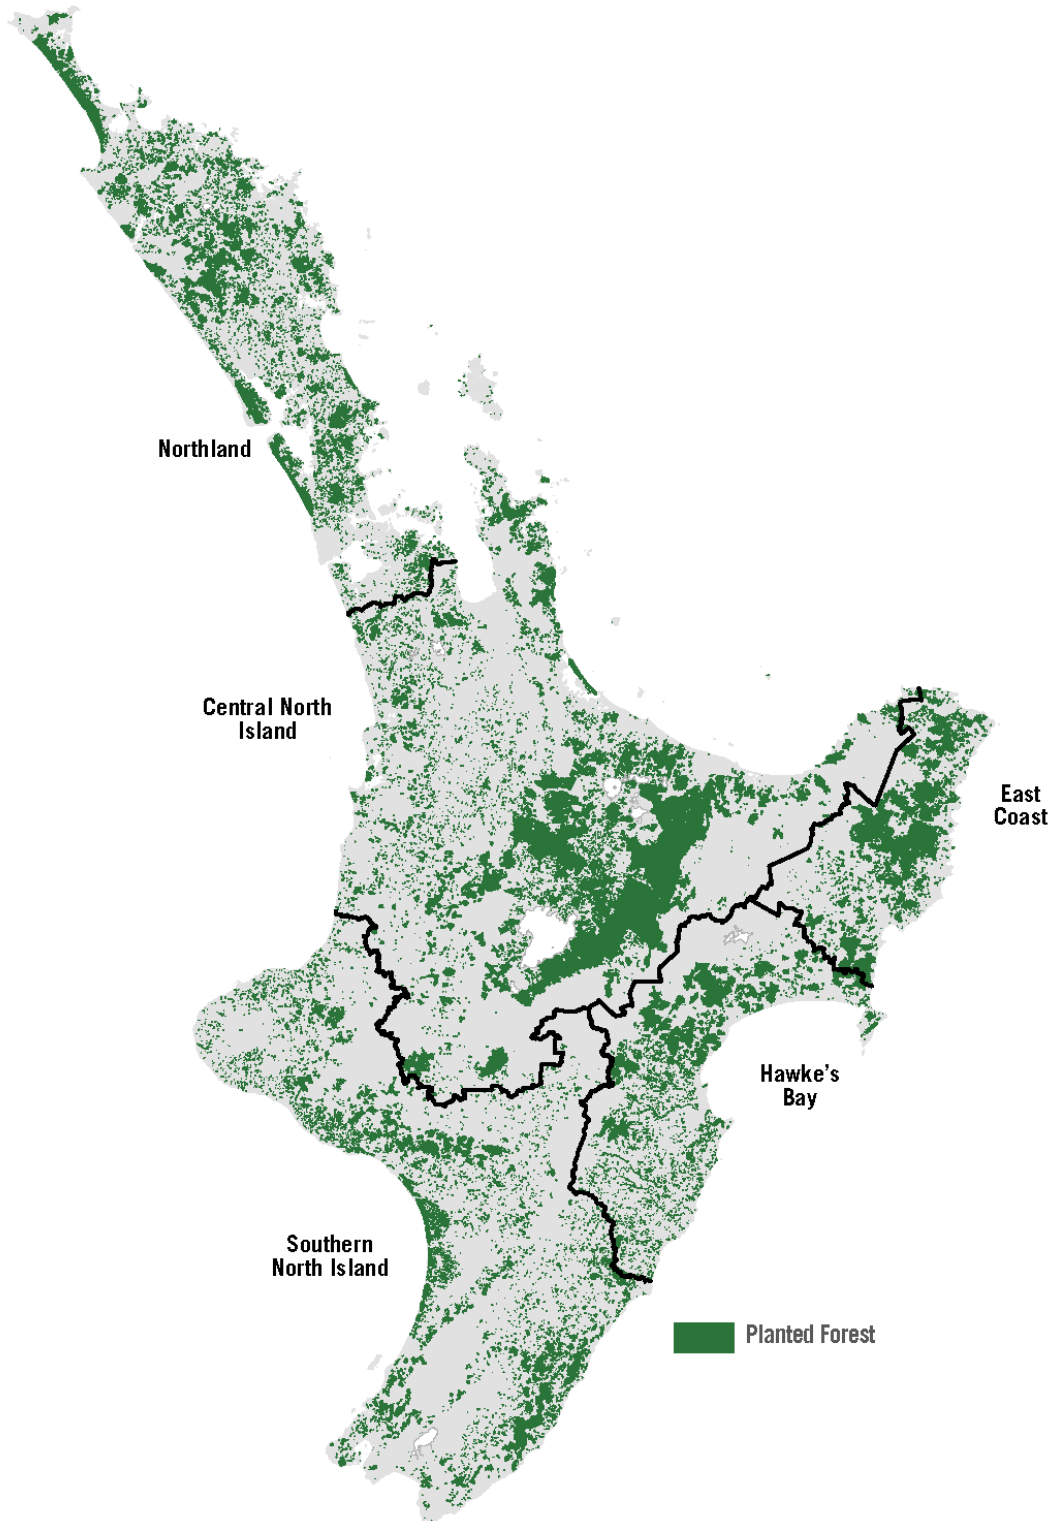 Northland
Central North
Island
East
Coast
Hawke's
Bay
Southern
North Island
Planted Forest